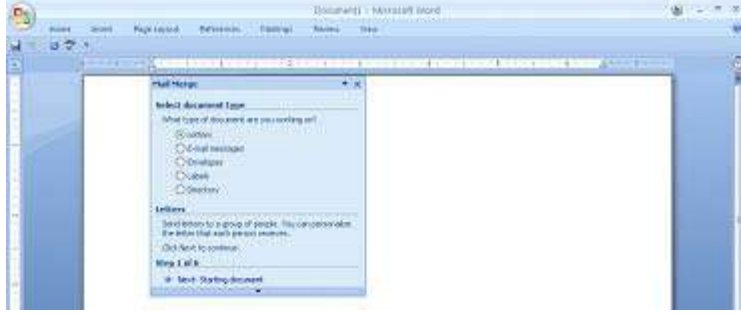 Document1 - Microsoft Word
Home Insert Page Layout References Mailings Review View
Mail Merge
Select document type
What type of document are you working on?
Letters
E-mail messages
Envelopes
Labels
Directory
Letters
Send letters to a group of people. You can personalize
the letter that each person receives.
Click Next to continue.
Step 1 of 6
Next: Starting document